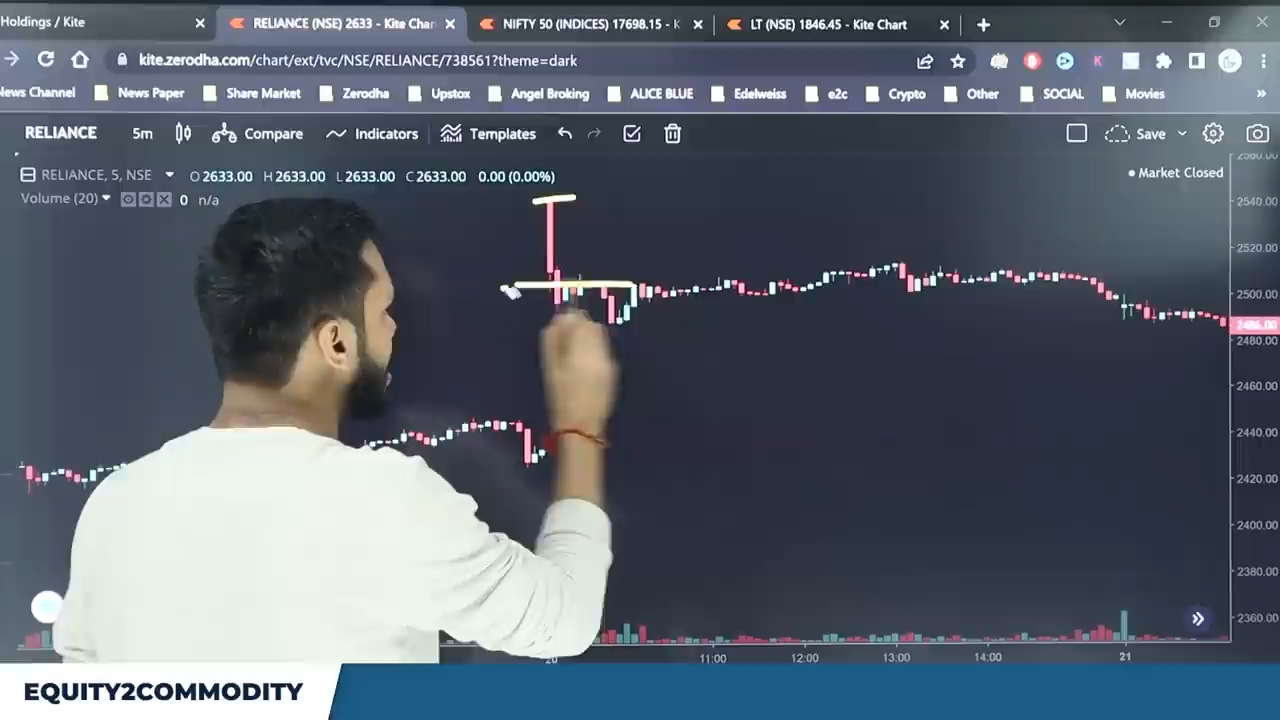 Holdings / Kite
RELIANCE (NSE) 2633 - Kite Char
NIFTY 50 (INDICES) 17698.15 - K
LT (NSE) 1846.45 - Kite Chart
kite.zerodha.com/chart/ext/tvc/NSE/RELIANCE/738561?theme=dark
News Channel News Paper Share Market Zerodha Upstox Angel Broking ALICE BLUE Edelweiss e2c Crypto Other SOCIAL Movies
RELIANCE 5m Compare Indicators Templates Save
RELIANCE, 5, NSE O 2633.00 H 2633.00 L 2633.00 C 2633.00 0.00 (0.00%)
Market Closed
Volume (20) 0 n/a
2560.00
2540.00
2520.00
2500.00
2486.00
2480.00
2460.00
2440.00
2420.00
2400.00
2380.00
2360.00
20 11:00 12:00 13:00 14:00 21
EQUITY2COMMODITY